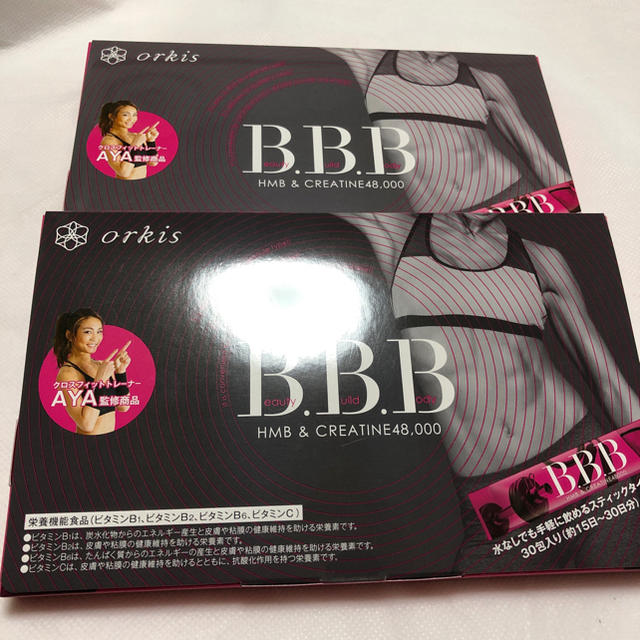 orkis
クロスフィットトレーナー
AYA監修商品
B.B.B
HMB & CREATINE48,000
BBB
orkis
クロスフィットトレーナー
AYA監修商品
B.B.B
eauty uild ody
HMB & CREATINE48,000
BBB
HMB & CREATINE48000
水なしでも手軽に飲めるスティックタイ
30包入り(約15日~30日分)
栄養機能食品(ビタミンB1、ビタミンB2、ビタミンB6、ビタミンC)
●ビタミンB1は、炭水化物からのエネルギー産生と皮膚や粘膜の健康維持を助ける栄養素です。
●ビタミンB2は、皮膚や粘膜の健康維持を助ける栄養素です。
●ビタミンB6は、たんぱく質からのエネルギーの産生と皮膚や粘膜の健康維持を助ける栄養素です。
●ビタミンCは、皮膚や粘膜の健康維持を助けるとともに、抗酸化作用を持つ栄養素です。